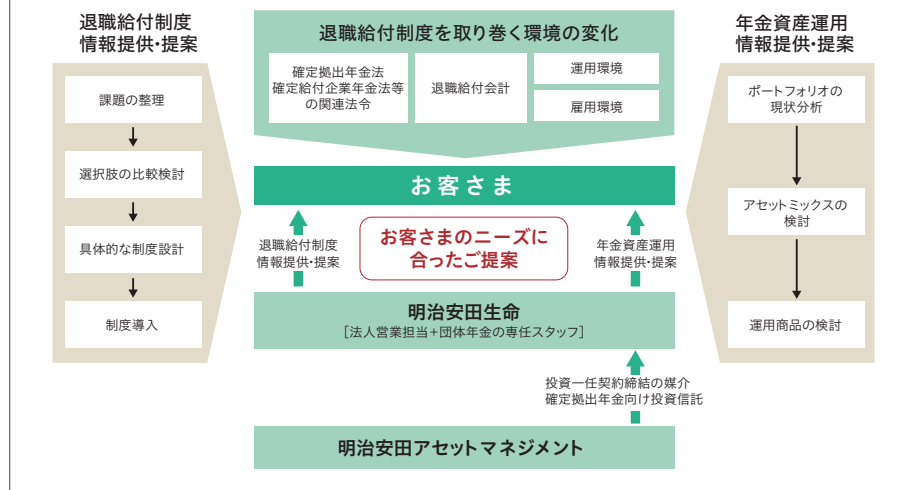 退職給付制度
情報提供・提案
課題の整理
選択肢の比較検討
具体的な制度設計
制度導入
退職給付制度を取り巻く環境の変化
確定拠出年金法
確定給付企業年金法等
の関連法令
退職給付会計
運用環境
雇用環境
お客さま
退職給付制度
情報提供・提案
お客さまのニーズに
合ったご提案
年金資産運用
情報提供・提案
明治安田生命
[法人営業担当+団体年金の専任スタッフ]
投資一任契約締結の媒介
確定拠出年金向け投資信託
明治安田アセットマネジメント
年金資産運用
情報提供・提案
ポートフォリオの
現状分析
アセットミックスの
検討
運用商品の検討